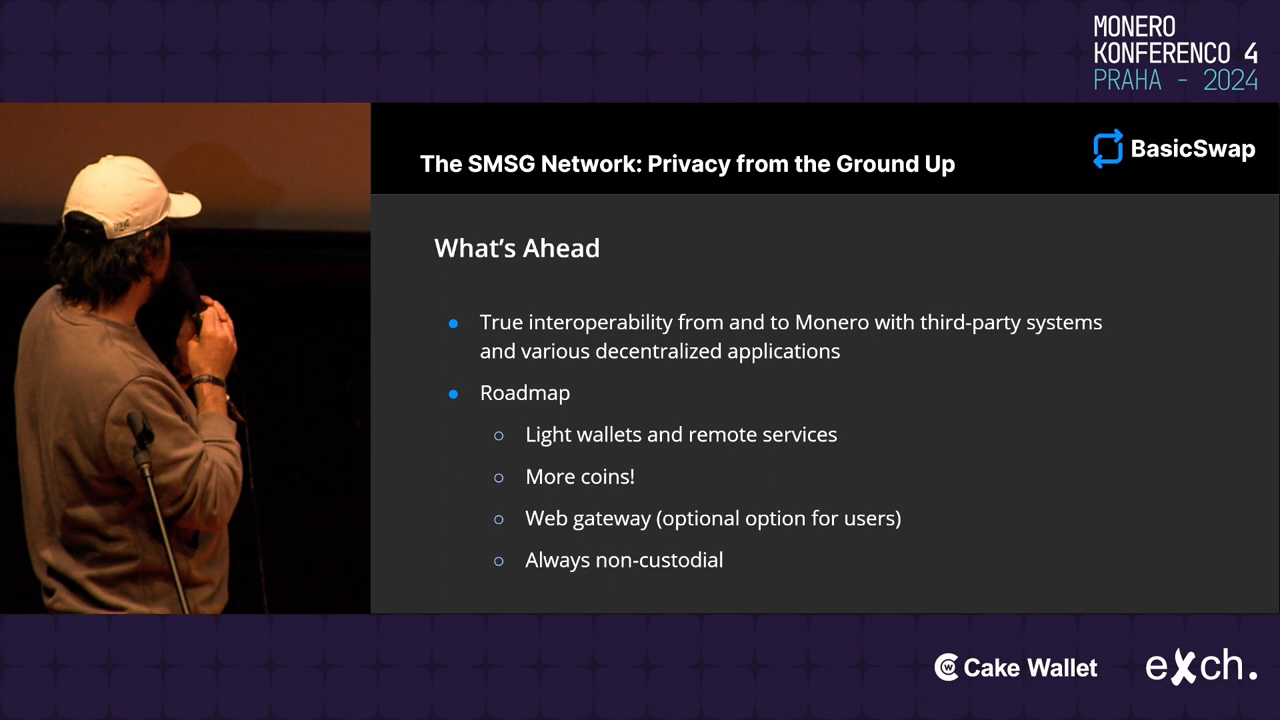 MONERO
KONFERENCO 4
PRAHA - 2024
The SMSG Network: Privacy from the Ground Up
BasicSwap
What's Ahead
True interoperability from and to Monero with third-party systems
and various decentralized applications
Roadmap
Light wallets and remote services
More coins!
Web gateway (optional option for users)
Always non-custodial
Cake Wallet
eXch.